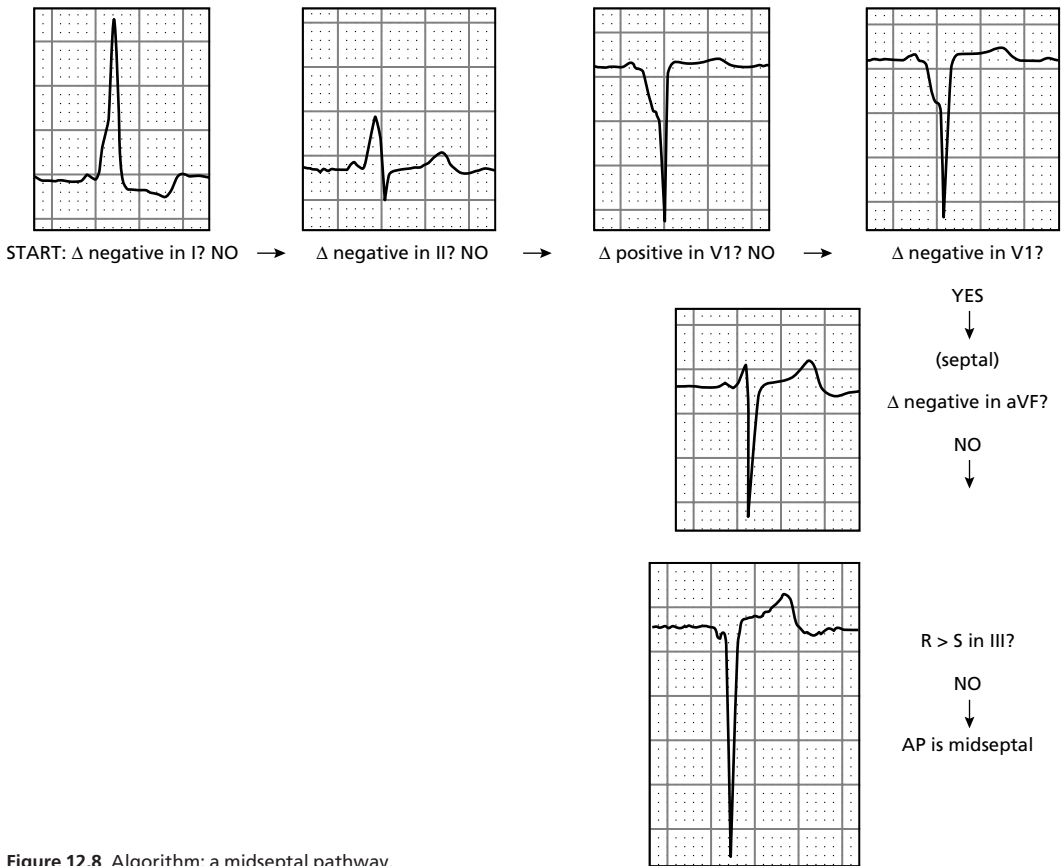 START: Δ negative in I? NO → Δ negative in II? NO → Δ positive in V1? NO → Δ negative in V1?
YES
↓
(septal)
Δ negative in aVF?
NO
↓
R > S in III?
NO
↓
AP is midseptal
Figure 12.8 Algorithm: a midseptal pathway.